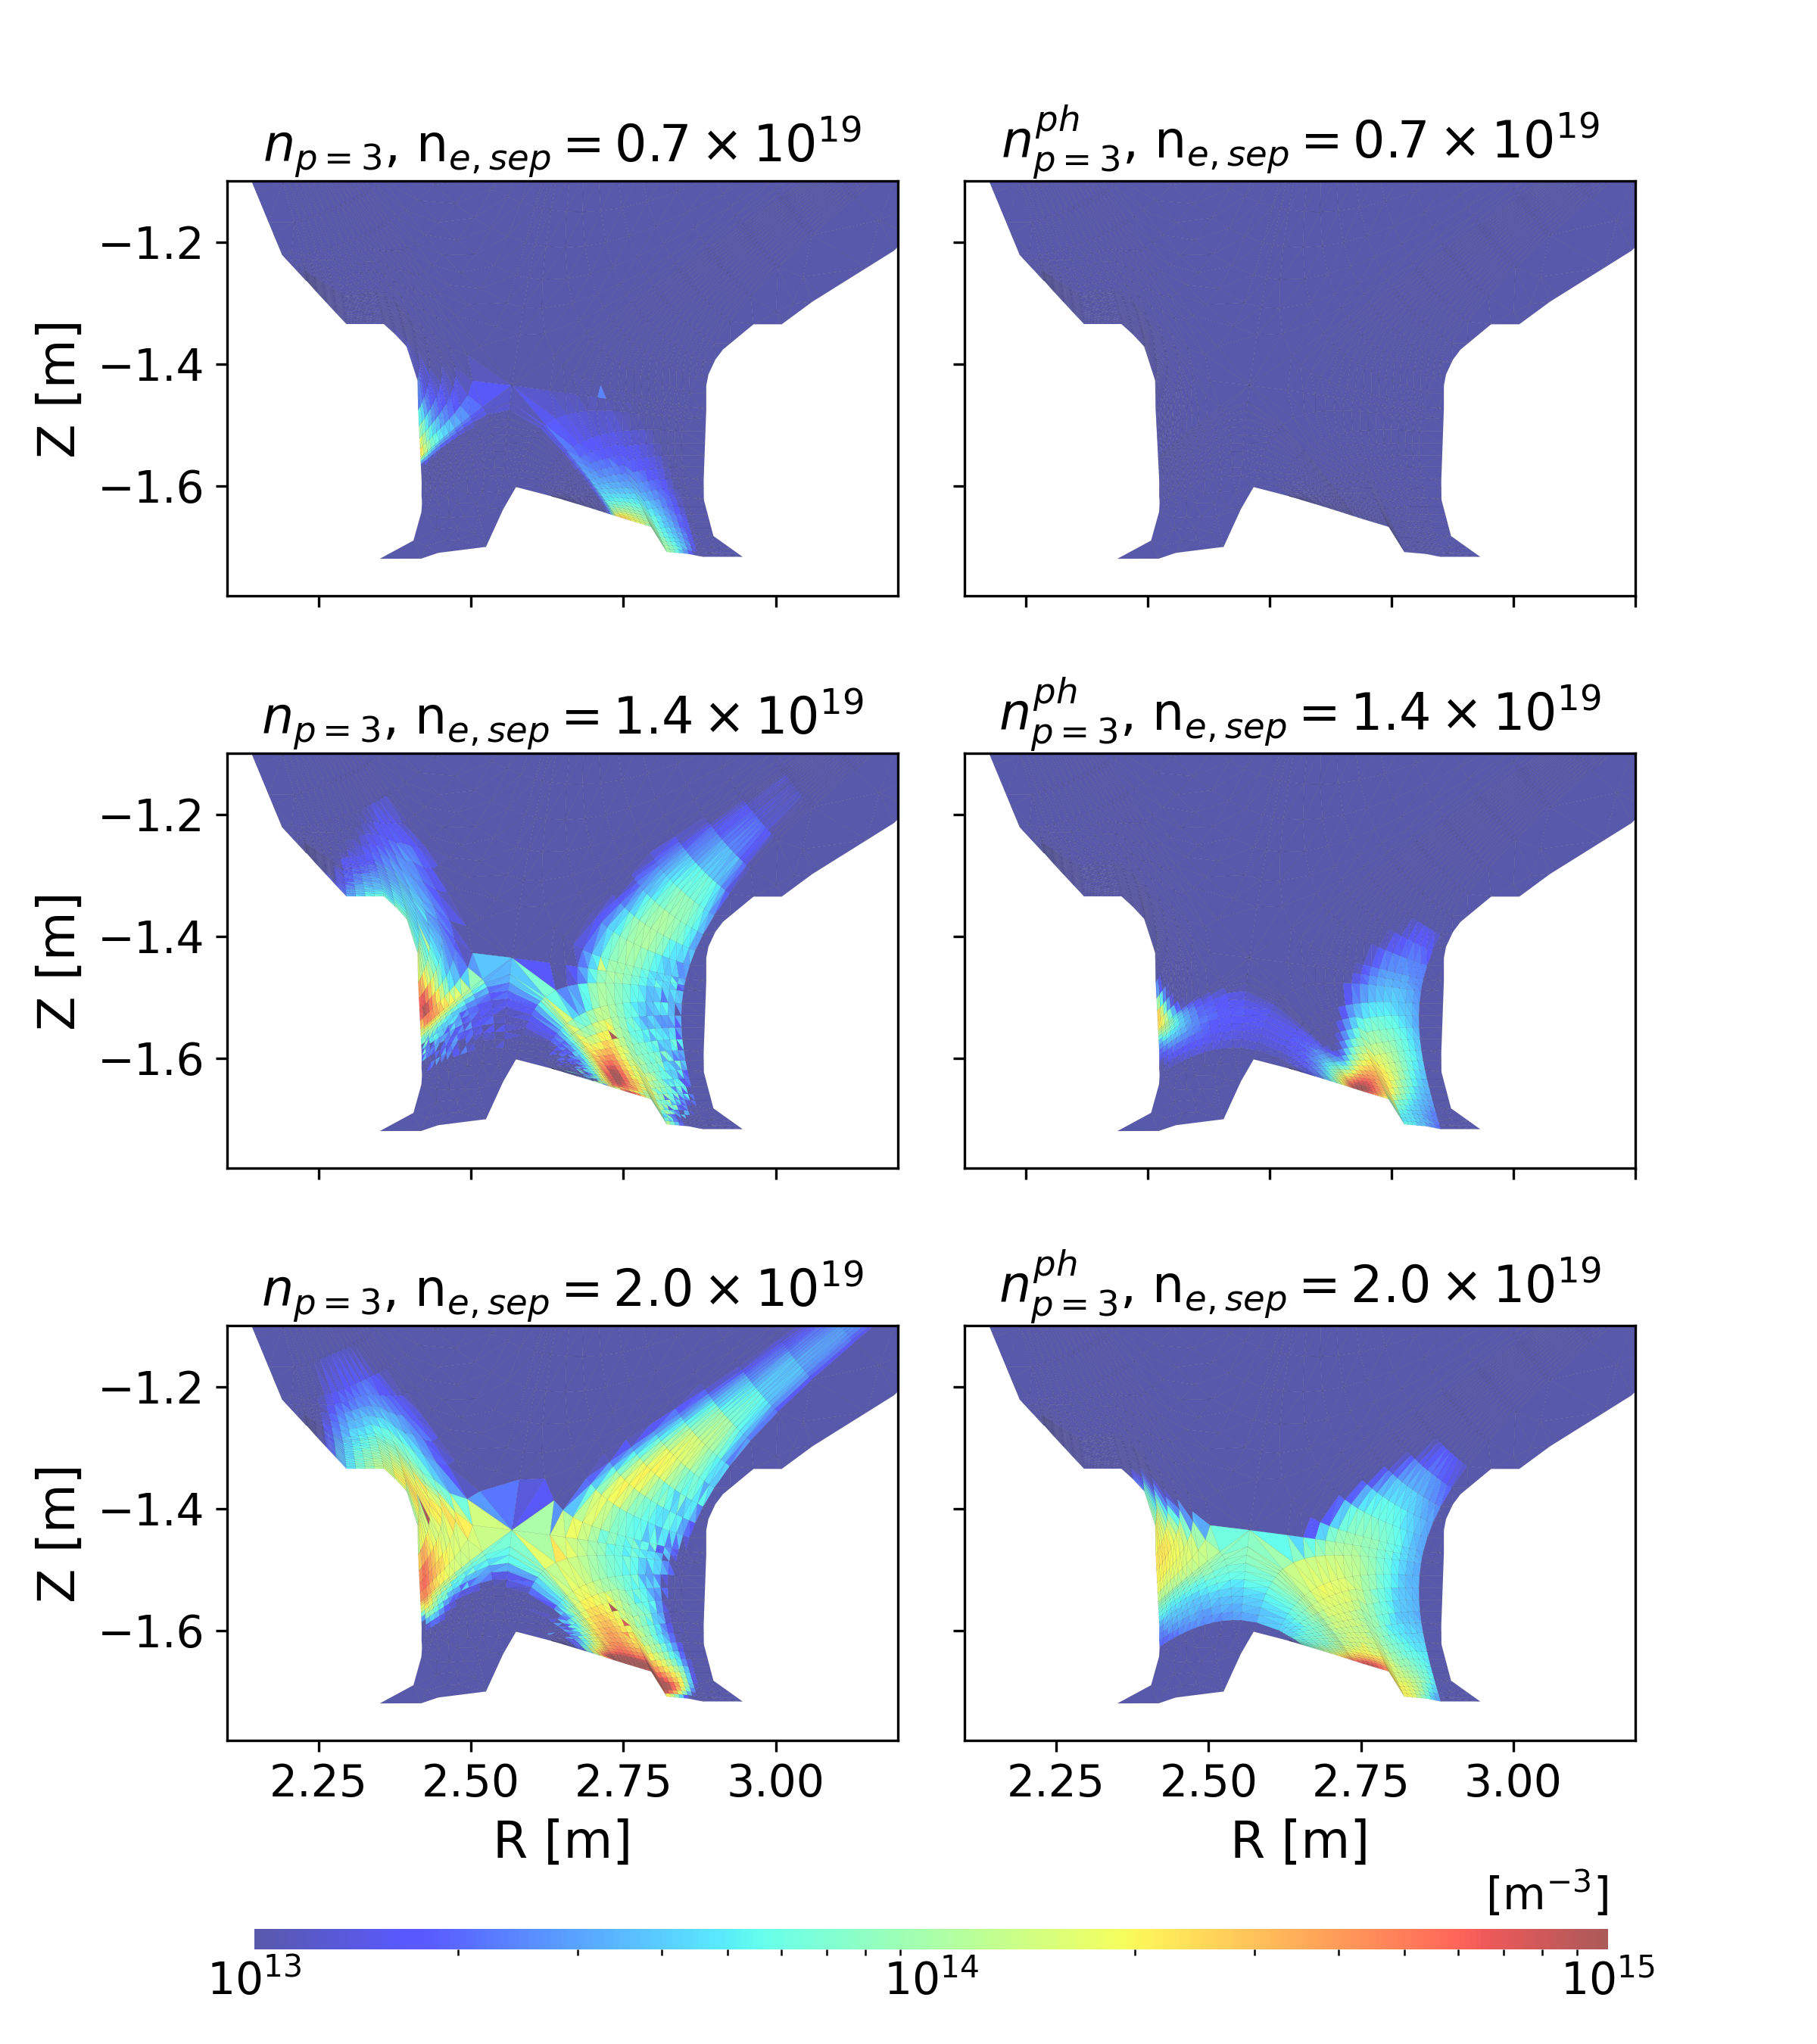 n_{p=3}, n_{e,sep} = 0.7 × 10^{19}
n^{ph}_{p=3}, n_{e,sep} = 0.7 × 10^{19}
−1.2
−1.4
−1.6
Z [m]
n_{p=3}, n_{e,sep} = 1.4 × 10^{19}
n^{ph}_{p=3}, n_{e,sep} = 1.4 × 10^{19}
−1.2
−1.4
−1.6
Z [m]
n_{p=3}, n_{e,sep} = 2.0 × 10^{19}
n^{ph}_{p=3}, n_{e,sep} = 2.0 × 10^{19}
−1.2
−1.4
−1.6
Z [m]
2.25 2.50 2.75 3.00
2.25 2.50 2.75 3.00
R [m]
R [m]
[m^{−3}]
10^{13} 10^{14} 10^{15}